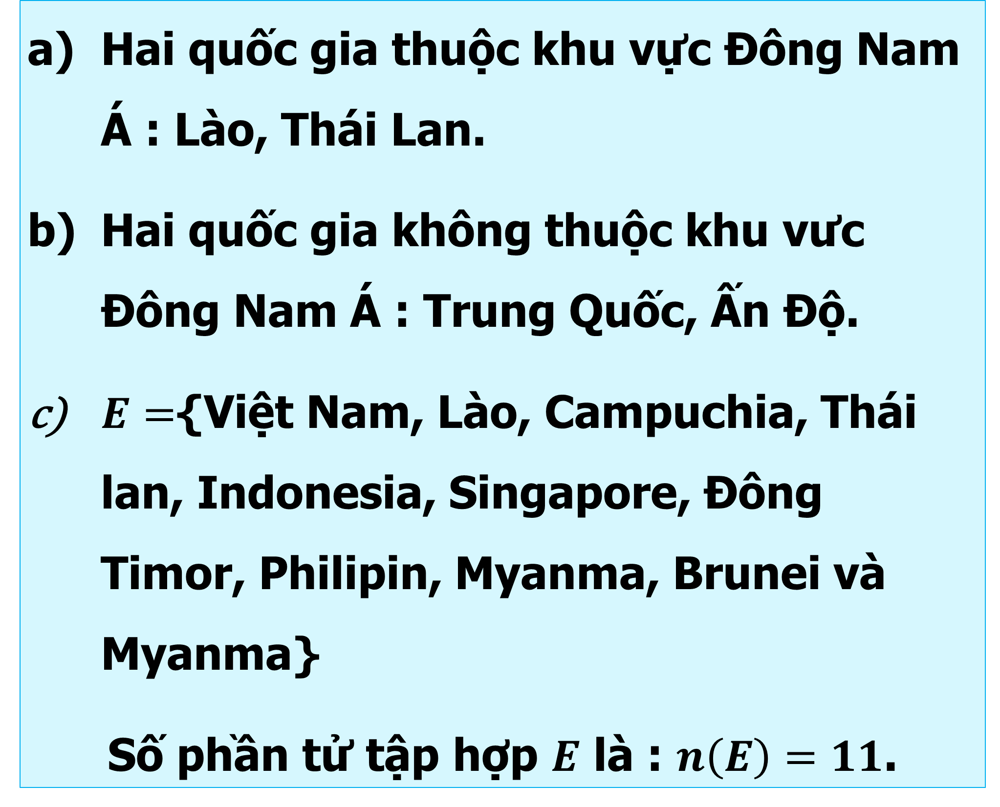 a) Hai quốc gia thuộc khu vực Đông Nam
Á : Lào, Thái Lan.
b) Hai quốc gia không thuộc khu vưc
Đông Nam Á : Trung Quốc, Ấn Độ.
c) E ={Việt Nam, Lào, Campuchia, Thái
lan, Indonesia, Singapore, Đông
Timor, Philipin, Myanma, Brunei và
Myanma}
Số phần tử tập hợp E là : n(E) = 11.